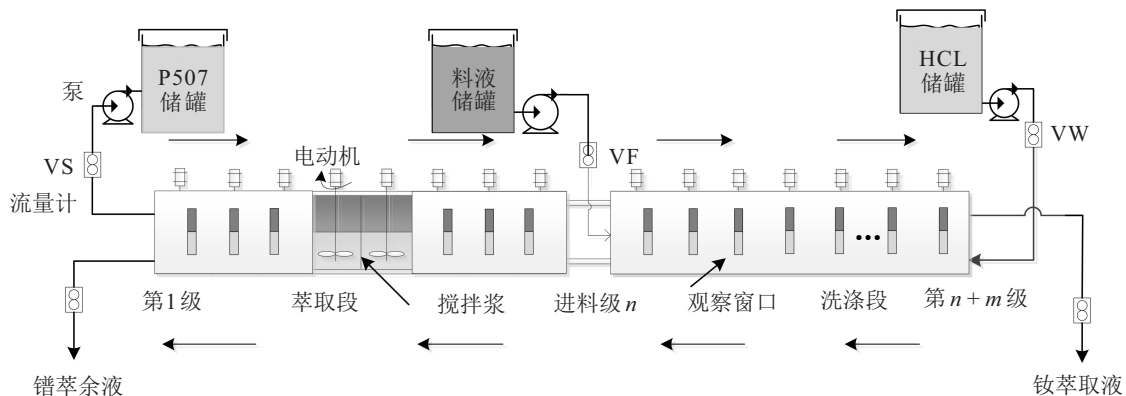 P507
储罐
料液
储罐
HCL
储罐
泵
VS
电动机
VF
VW
流量计
第1级
萃取段
搅拌浆
进料级 n
观察窗口
洗涤段
第 n + m 级
镨萃余液
钕萃取液